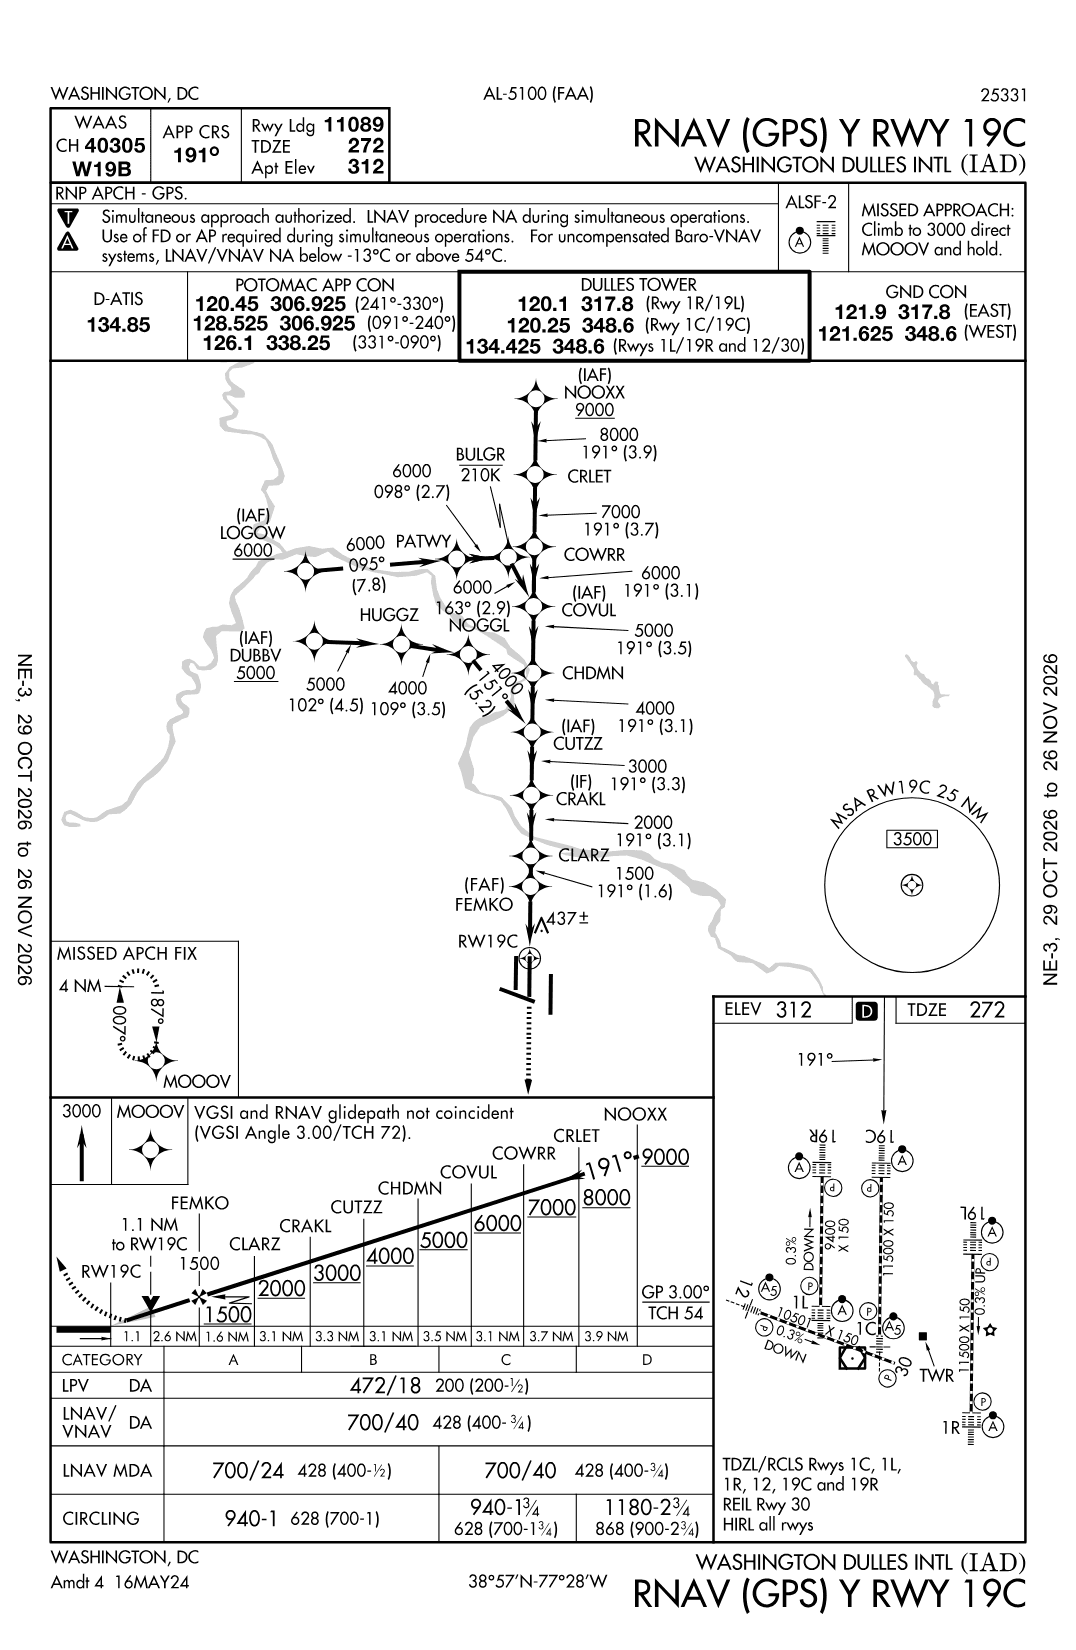 WASHINGTON, DC
AL-5100 (FAA)
25331
WAAS
CH 40305
W19B
APP CRS
191°
Rwy Ldg 11089
TDZE 272
Apt Elev 312
RNAV (GPS) Y RWY 19C
WASHINGTON DULLES INTL (IAD)
RNP APCH - GPS.
T
A
Simultaneous approach authorized. LNAV procedure NA during simultaneous operations.
Use of FD or AP required during simultaneous operations. For uncompensated Baro-VNAV
systems, LNAV/VNAV NA below -13°C or above 54°C.
ALSF-2
A
MISSED APPROACH:
Climb to 3000 direct
MOOOV and hold.
D-ATIS
134.85
POTOMAC APP CON
120.45 306.925 (241°-330°)
128.525 306.925 (091°-240°)
126.1 338.25 (331°-090°)
DULLES TOWER
120.1 317.8 (Rwy 1R/19L)
120.25 348.6 (Rwy 1C/19C)
134.425 348.6 (Rwys 1L/19R and 12/30)
GND CON
121.9 317.8 (EAST)
121.625 348.6 (WEST)
(IAF)
NOOXX
9000
8000
191° (3.9)
CRLET
BULGR
210K
6000
098° (2.7)
7000
191° (3.7)
(IAF)
LOGOW
6000
6000
095°
(7.8)
PATWY
COWRR
6000
191° (3.1)
6000
163° (2.9)
(IAF)
COVUL
HUGGZ
NOGGL
5000
191° (3.5)
(IAF)
DUBBV
5000
CHDMN
5000
102° (4.5)
4000
109° (3.5)
4000
151°
(5.2)
4000
191° (3.1)
(IAF)
CUTZZ
3000
191° (3.3)
(IF)
CRAKL
2000
191° (3.1)
CLARZ
1500
191° (1.6)
(FAF)
FEMKO
437±
RW19C
MSA RW19C 25 NM
3500
NE-3, 29 OCT 2026 to 26 NOV 2026
NE-3, 29 OCT 2026 to 26 NOV 2026
MISSED APCH FIX
4 NM
187°
007°
MOOOV
ELEV 312
D
TDZE 272
191°
19R
19C
A
A
P
P
19L
A
P
0.3%
DOWN
9400
X 150
11500 X 150
0.3% UP
11500 X 150
12
A5
P
1L
A
10501 X 150
P
0.3%
DOWN
P
1C
A5
30
P
TWR
P
1R
A
TDZL/RCLS Rwys 1C, 1L,
1R, 12, 19C and 19R
REIL Rwy 30
HIRL all rwys
3000
MOOOV
VGSI and RNAV glidepath not coincident
(VGSI Angle 3.00/TCH 72).
NOOXX
CRLET
COWRR
COVUL
CHDMN
CUTZZ
CRAKL
CLARZ
FEMKO
1500
1.1 NM
to RW19C
RW19C
191°
9000
8000
7000
6000
5000
4000
3000
2000
1500
GP 3.00°
TCH 54
1.1
2.6 NM
1.6 NM
3.1 NM
3.3 NM
3.1 NM
3.5 NM
3.1 NM
3.7 NM
3.9 NM
CATEGORY A B C D
LPV DA 472/18 200 (200-½)
LNAV/
VNAV DA 700/40 428 (400-¾)
LNAV MDA 700/24 428 (400-½) 700/40 428 (400-¾)
CIRCLING 940-1 628 (700-1)
940-1¾
628 (700-1¾)
1180-2¾
868 (900-2¾)
WASHINGTON, DC
Amdt 4 16MAY24
38°57'N-77°28'W
WASHINGTON DULLES INTL (IAD)
RNAV (GPS) Y RWY 19C